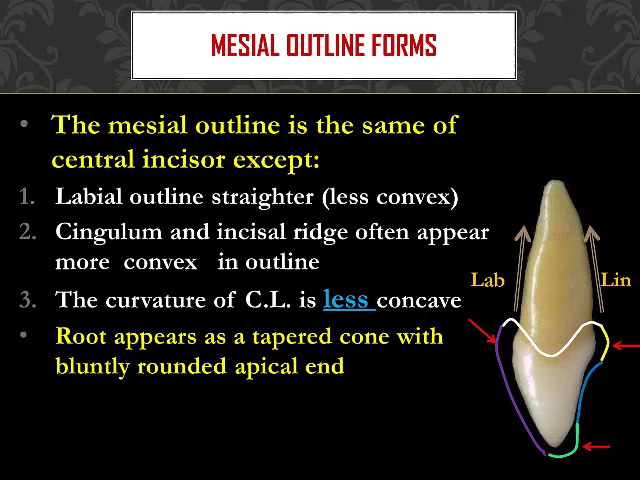 MESIAL OUTLINE FORMS
• The mesial outline is the same of
central incisor except:
1. Labial outline straighter (less convex)
2. Cingulum and incisal ridge often appear
more convex in outline
3. The curvature of C.L. is less concave
• Root appears as a tapered cone with
bluntly rounded apical end
Lab
Lin